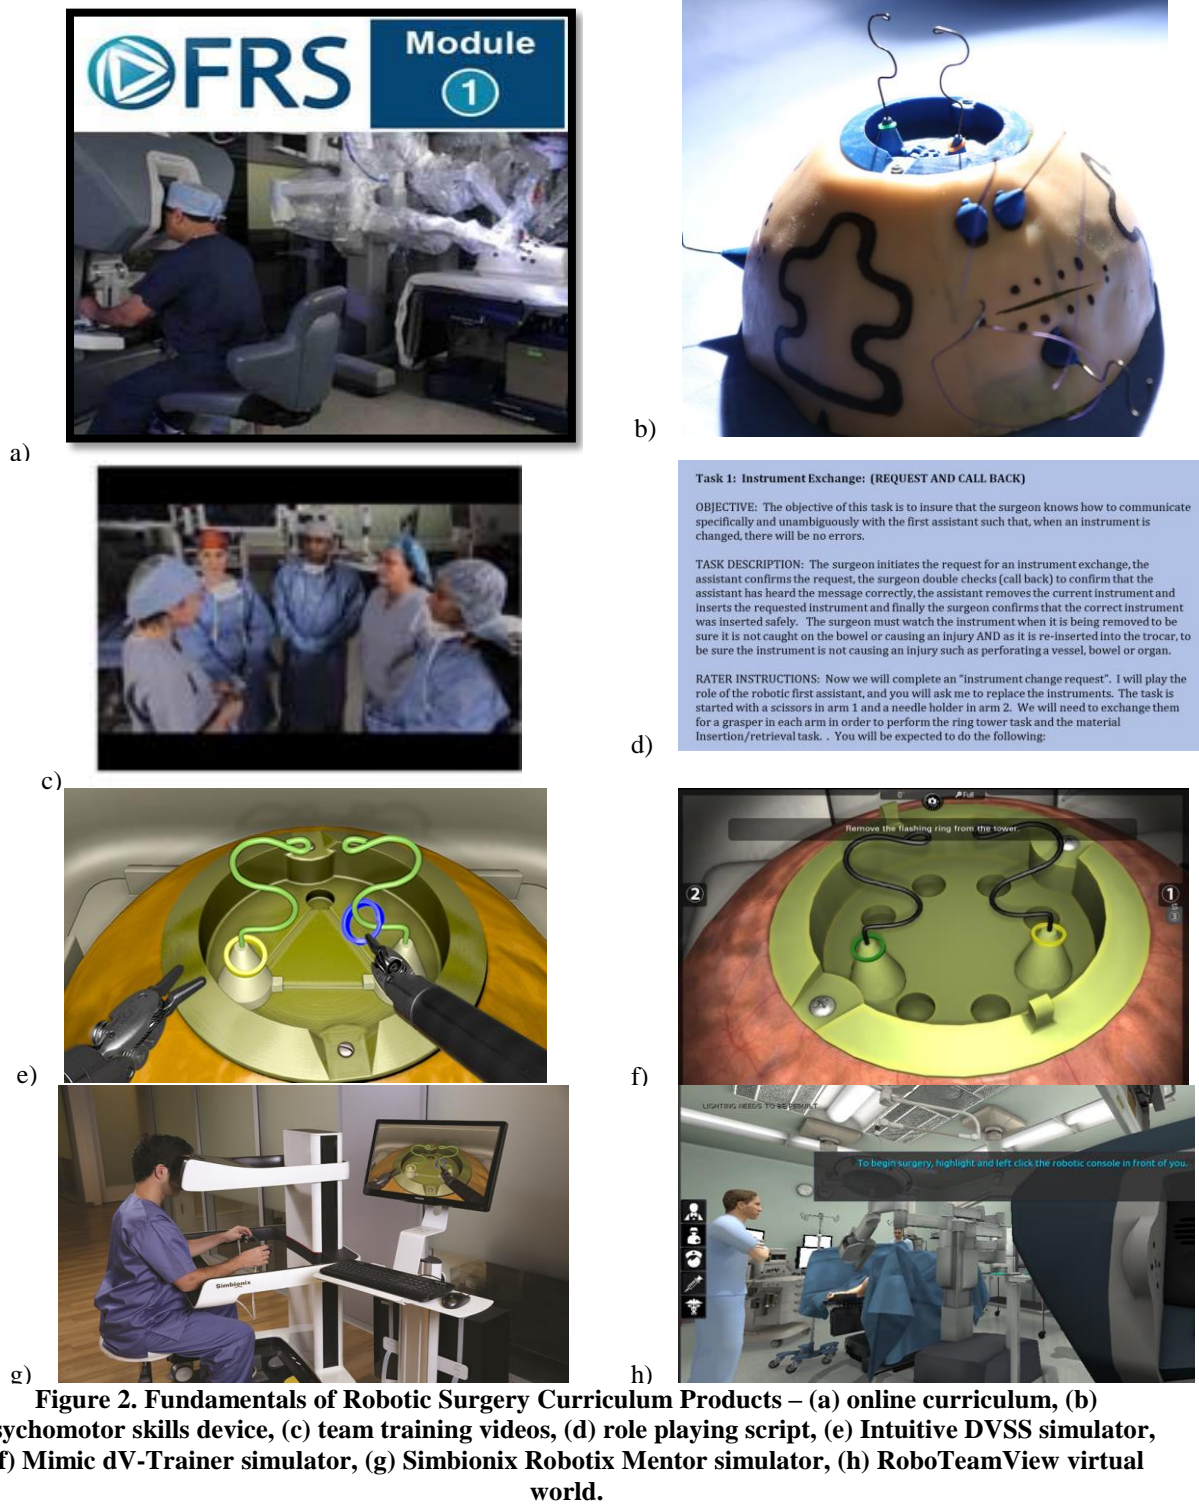 FRS
Module
1
a)
b)
c)
Task 1: Instrument Exchange: (REQUEST AND CALL BACK)
OBJECTIVE: The objective of this task is to insure that the surgeon knows how to communicate
specifically and unambiguously with the first assistant such that, when an instrument is
changed, there will be no errors.
TASK DESCRIPTION: The surgeon initiates the request for an instrument exchange, the
assistant confirms the request, the surgeon double checks (call back) to confirm that the
assistant has heard the message correctly, the assistant removes the current instrument and
inserts the requested instrument and finally the surgeon confirms that the correct instrument
was inserted safely. The surgeon must watch the instrument when it is being removed to be
sure it is not caught on the bowel or causing an injury AND as it is re-inserted into the trocar, to
be sure the instrument is not causing an injury such as perforating a vessel, bowel or organ.
RATER INSTRUCTIONS: Now we will complete an "instrument change request". I will play the
role of the robotic first assistant, and you will ask me to replace the instruments. The task is
started with a scissors in arm 1 and a needle holder in arm 2. We will need to exchange them
for a grasper in each arm in order to perform the ring tower task and the material
Insertion/retrieval task. . You will be expected to do the following:
d)
e)
0° Full
Remove the flashing ring from the tower.
2
1
3
f)
Simbionix
g)
LIGHTING NEEDS TO BE REBUILT
To begin surgery, highlight and left click the robotic console in front of you.
h)
Figure 2. Fundamentals of Robotic Surgery Curriculum Products – (a) online curriculum, (b)
sychomotor skills device, (c) team training videos, (d) role playing script, (e) Intuitive DVSS simulator,
f) Mimic dV-Trainer simulator, (g) Simbionix Robotix Mentor simulator, (h) RoboTeamView virtual
world.